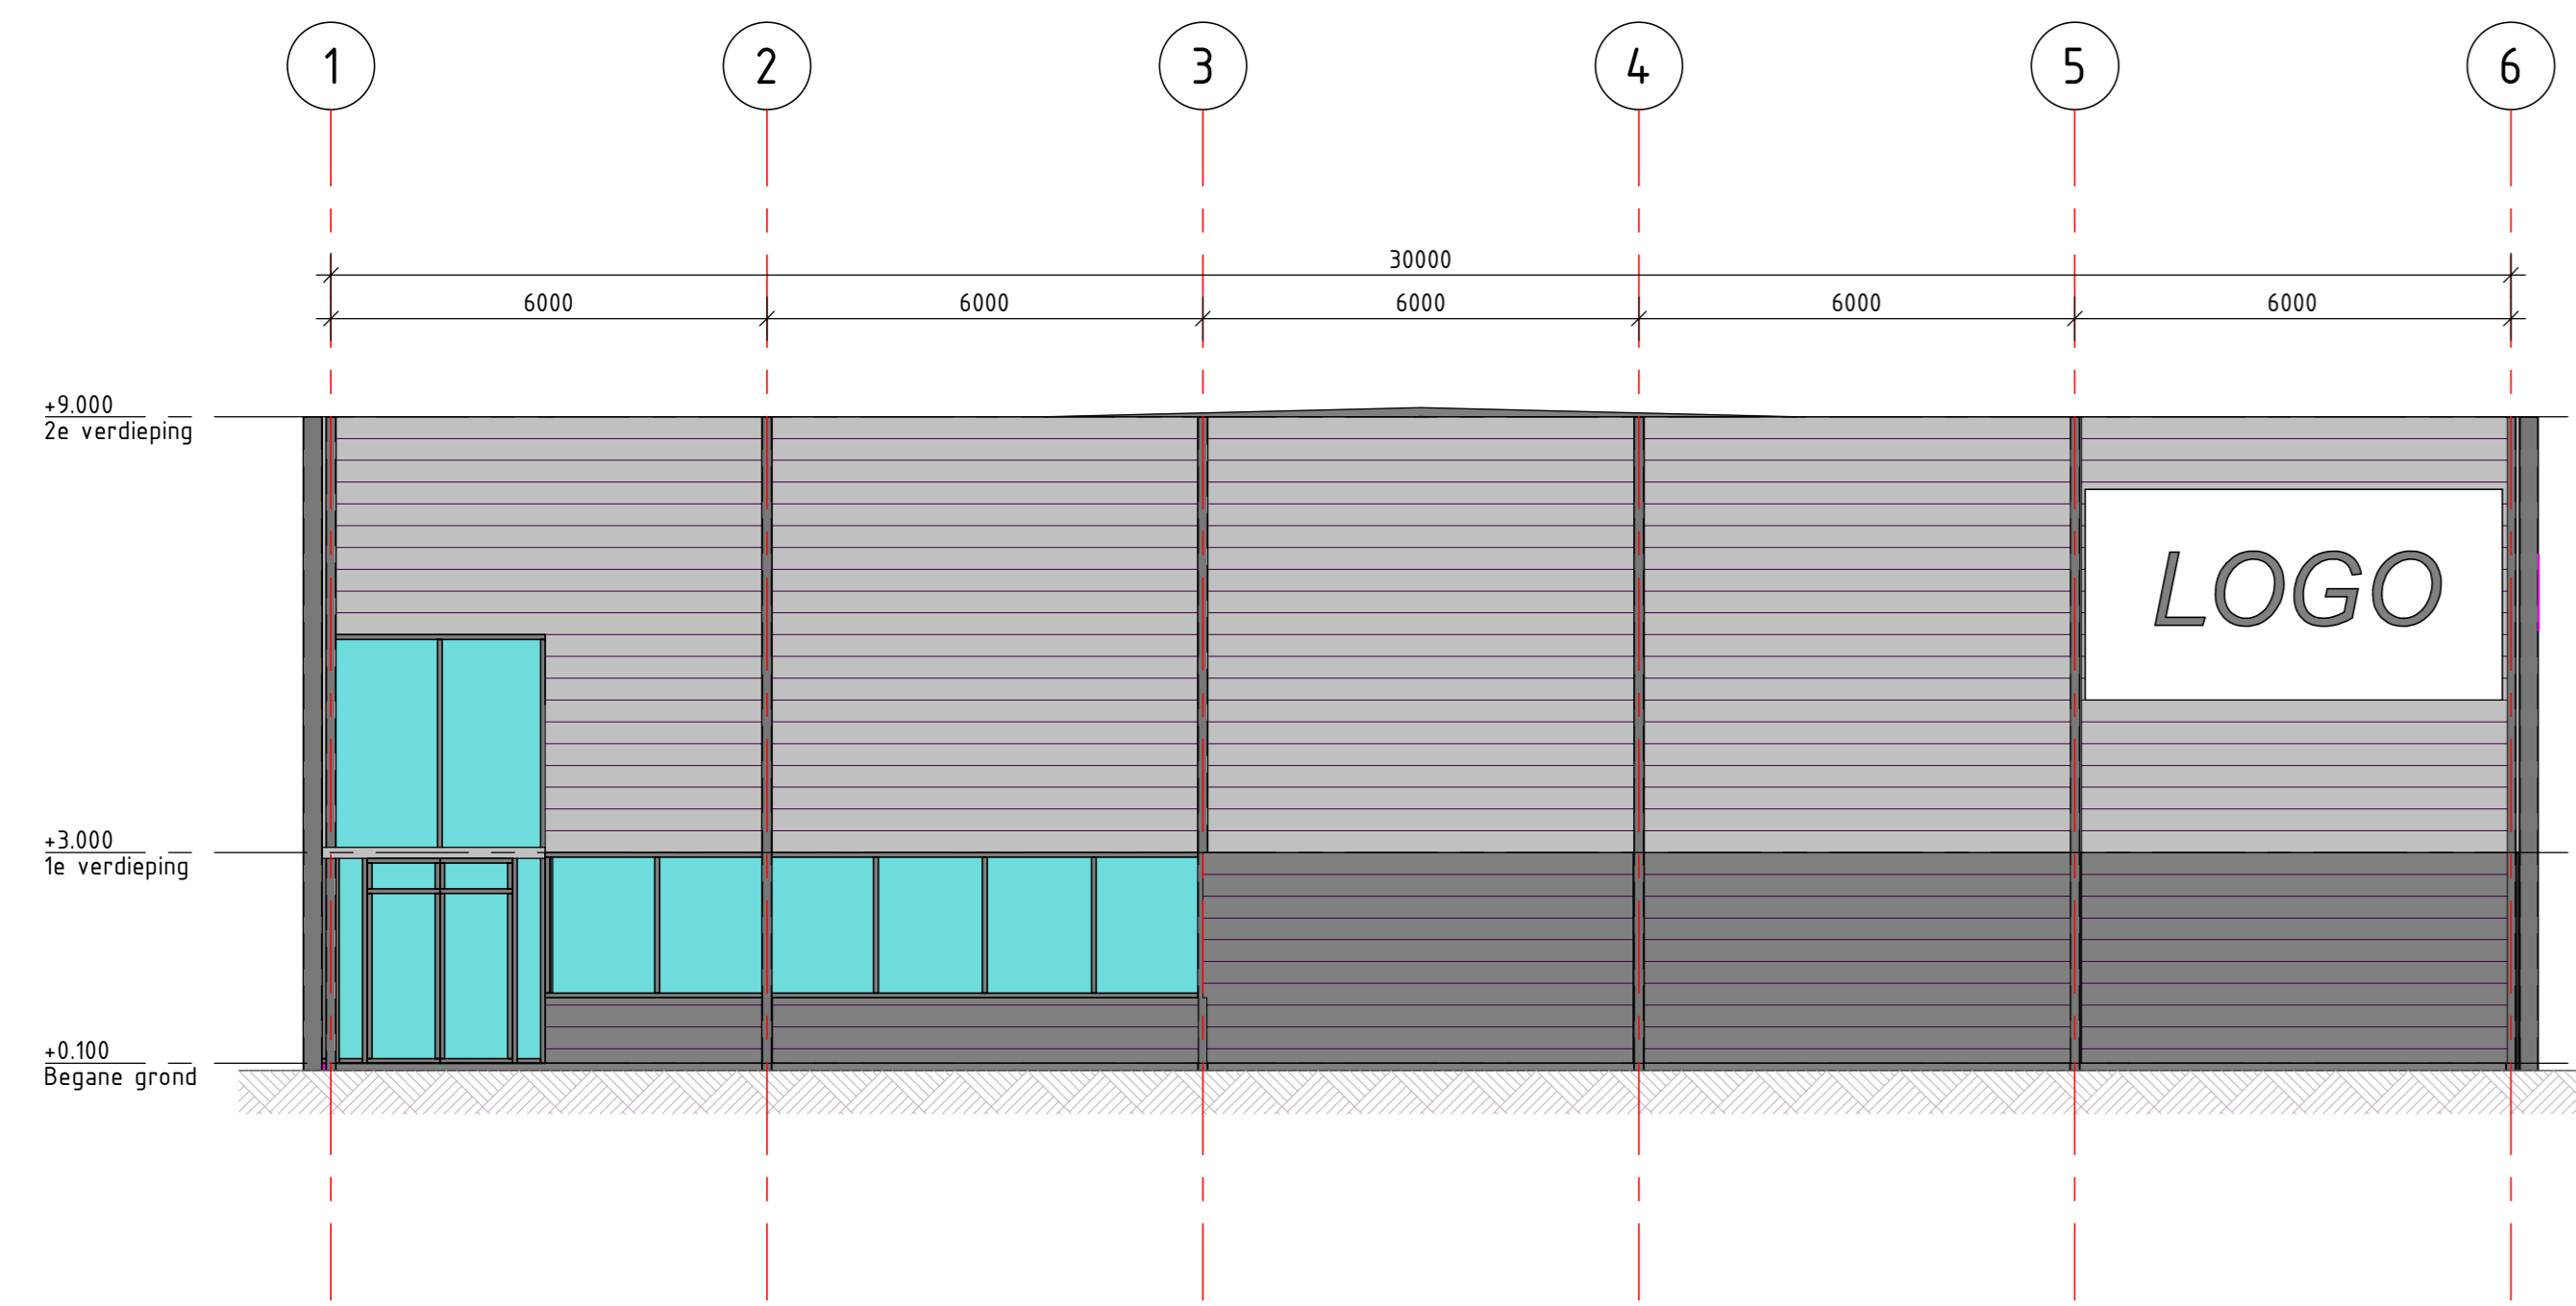 1 2 3 4 5 6
30000
6000 6000 6000 6000 6000
+9.000
2e verdieping
LOGO
+3.000
1e verdieping
+0.100
Begane grond